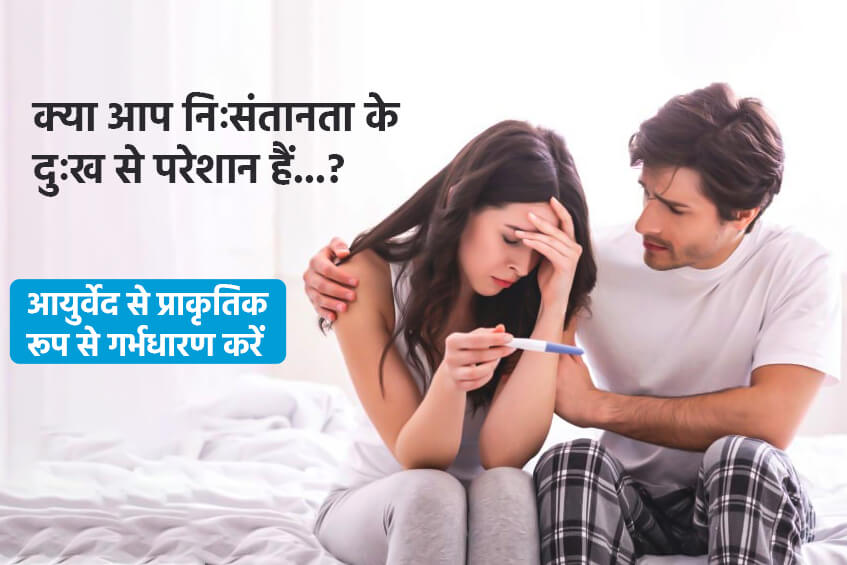 क्या आप निःसंतानता के
दुःख से परेशान हैं...?
आयुर्वेद से प्राकृतिक
रूप से गर्भधारण करें